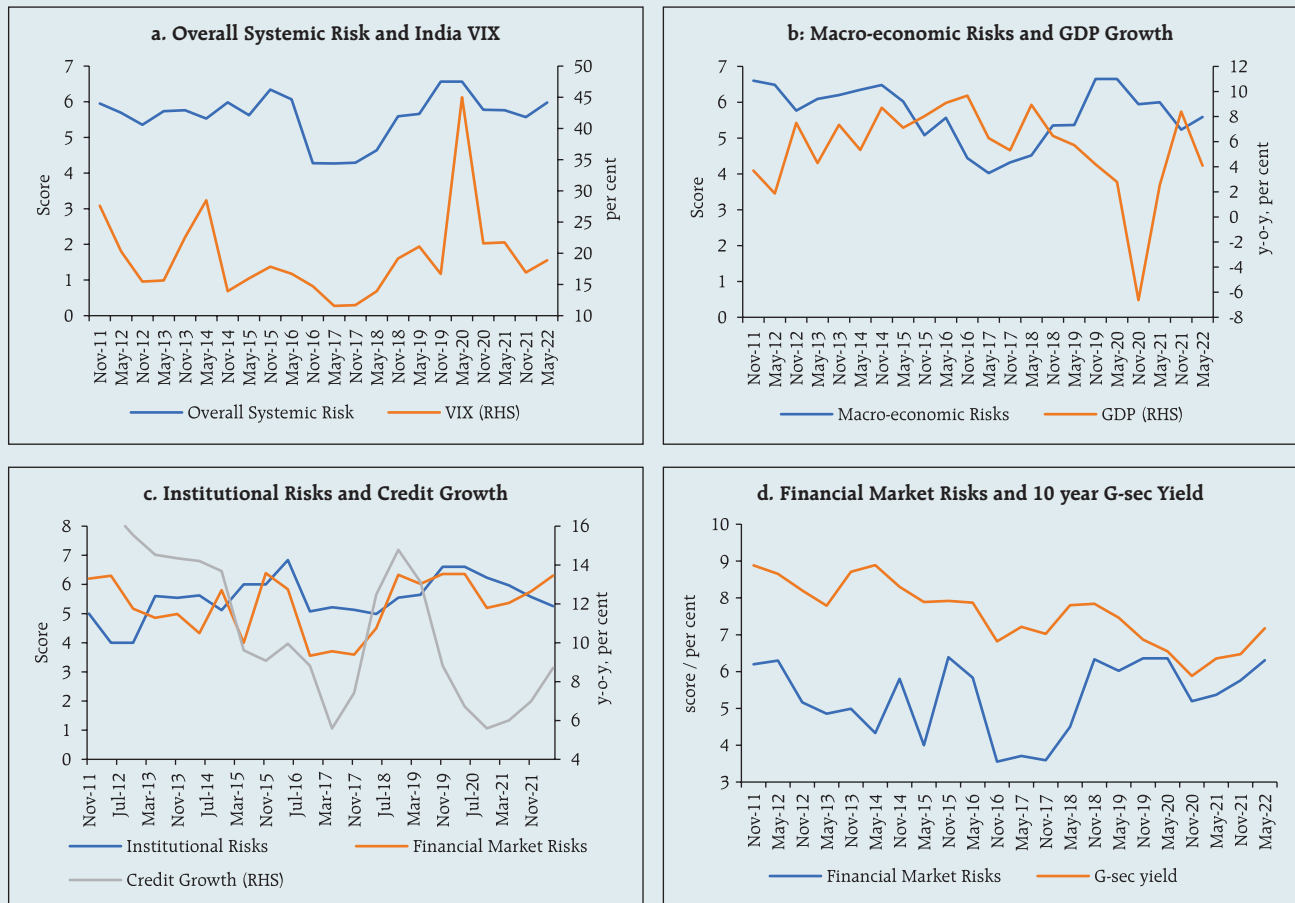 a. Overall Systemic Risk and India VIX
7
6
5
4
3
2
1
0
Score
50
45
40
35
30
25
20
15
10
per cent
Nov-11
May-12
Nov-12
May-13
Nov-13
May-14
Nov-14
May-15
Nov-15
May-16
Nov-16
May-17
Nov-17
May-18
Nov-18
May-19
Nov-19
May-20
Nov-20
May-21
Nov-21
May-22
Overall Systemic Risk VIX (RHS)
b: Macro-economic Risks and GDP Growth
7
6
5
4
3
2
1
0
Score
12
10
8
6
4
2
0
-2
-4
-6
-8
y-o-y, per cent
Nov-11
May-12
Nov-12
May-13
Nov-13
May-14
Nov-14
May-15
Nov-15
May-16
Nov-16
May-17
Nov-17
May-18
Nov-18
May-19
Nov-19
May-20
Nov-20
May-21
Nov-21
May-22
Macro-economic Risks GDP (RHS)
c. Institutional Risks and Credit Growth
8
7
6
5
4
3
2
1
0
Score
16
14
12
10
8
6
4
y-o-y, per cent
Nov-11
Jul-12
Mar-13
Nov-13
Jul-14
Mar-15
Nov-15
Jul-16
Mar-17
Nov-17
Jul-18
Mar-19
Nov-19
Jul-20
Mar-21
Nov-21
Institutional Risks Financial Market Risks
Credit Growth (RHS)
d. Financial Market Risks and 10 year G-sec Yield
10
9
8
7
6
5
4
3
score / per cent
Nov-11
May-12
Nov-12
May-13
Nov-13
May-14
Nov-14
May-15
Nov-15
May-16
Nov-16
May-17
Nov-17
May-18
Nov-18
May-19
Nov-19
May-20
Nov-20
May-21
Nov-21
May-22
Financial Market Risks G-sec yield